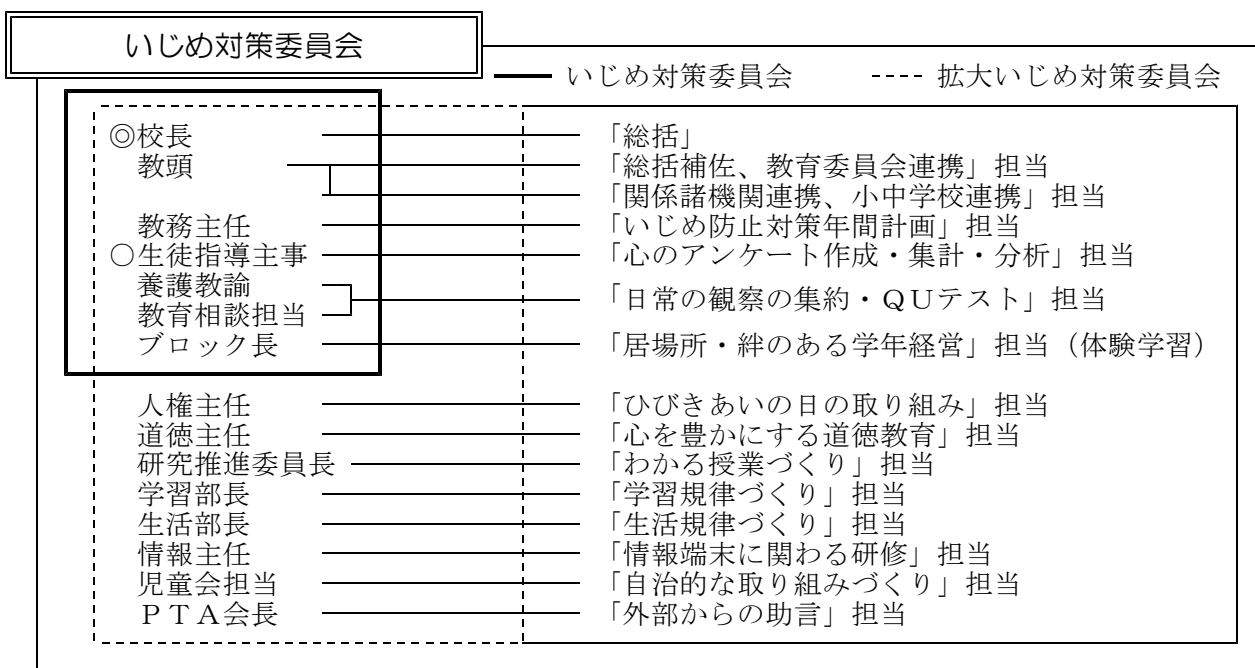 いじめ対策委員会
いじめ対策委員会 ---- 拡大いじめ対策委員会
◎校長 「総括」
教頭 「総括補佐、教育委員会連携」担当
「関係諸機関連携、小中学校連携」担当
教務主任 「いじめ防止対策年間計画」担当
○生徒指導主事 「心のアンケート作成・集計・分析」担当
養護教諭
教育相談担当 「日常の観察の集約・QUテスト」担当
ブロック長 「居場所・絆のある学年経営」担当（体験学習）
人権主任 「ひびきあいの日の取り組み」担当
道徳主任 「心を豊かにする道徳教育」担当
研究推進委員長 「わかる授業づくり」担当
学習部長 「学習規律づくり」担当
生活部長 「生活規律づくり」担当
情報主任 「情報端末に関わる研修」担当
児童会担当 「自治的な取り組みづくり」担当
PTA会長 「外部からの助言」担当